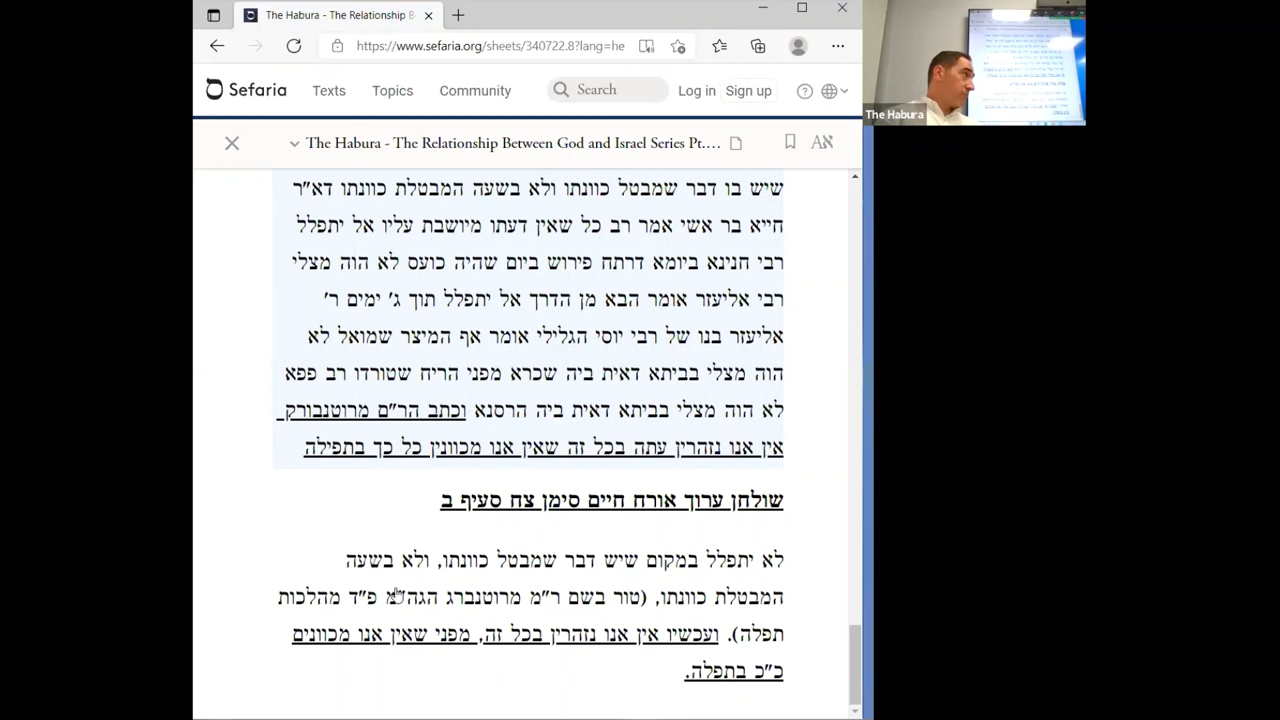 The Habura - The Relationship B
https://www.sefaria.org/sheets/340732.8?lang=
Sefaria
Texts Topics Community Search Log in Sign up
The Habura - The Relationship Between God and Israel Series Pt.…
The Habura
שיש בו דבר שמבטל כוונתו ולא בשעה המבטלת כוונתו דא"ר
חייא בר אשי אמר רב כל שאין דעתו מיושבת עליו אל יתפלל
רבי חנינא ביומא דרתח פירוש ביום שהיה כועס לא הוה מצלי
רבי אליעזר אומר הבא מן הדרך אל יתפלל תוך ג' ימים ר'
אליעזר בנו של רבי יוסי הגלילי אומר אף המיצר שמואל לא
הוה מצלי בביתא דאית ביה שכרא מפני הריח שטורדו רב פפא
לא הוה מצלי בביתא דאית ביה הרסנא וכתב הר"ם מרוטנבורק
אין אנו נזהרין עתה בכל זה שאין אנו מכוונין כל כך בתפילה
שולחן ערוך אורח חיים סימן צח סעיף ב
לא יתפלל במקום שיש דבר שמבטל כוונתו, ולא בשעה
המבטלת כוונתו, (טור בשם ר"מ מרוטנברג הגה"מ פ"ד מהלכות
תפלה). ועכשיו אין אנו נזהרין בכל זה, מפני שאין אנו מכוונים
כ"כ בתפלה.